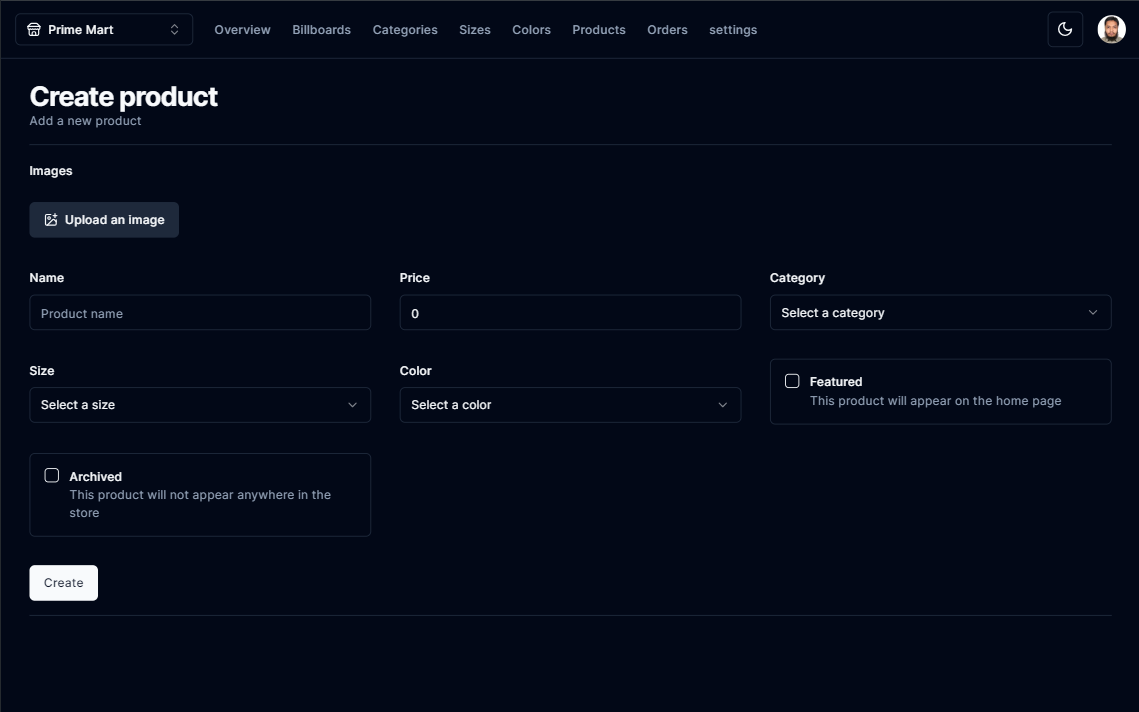 Prime Mart
Overview
Billboards
Categories
Sizes
Colors
Products
Orders
settings
Create product
Add a new product
Images
Upload an image
Name
Price
Category
Product name
0
Select a category
Size
Color
Select a size
Select a color
Featured
This product will appear on the home page
Archived
This product will not appear anywhere in the
store
Create